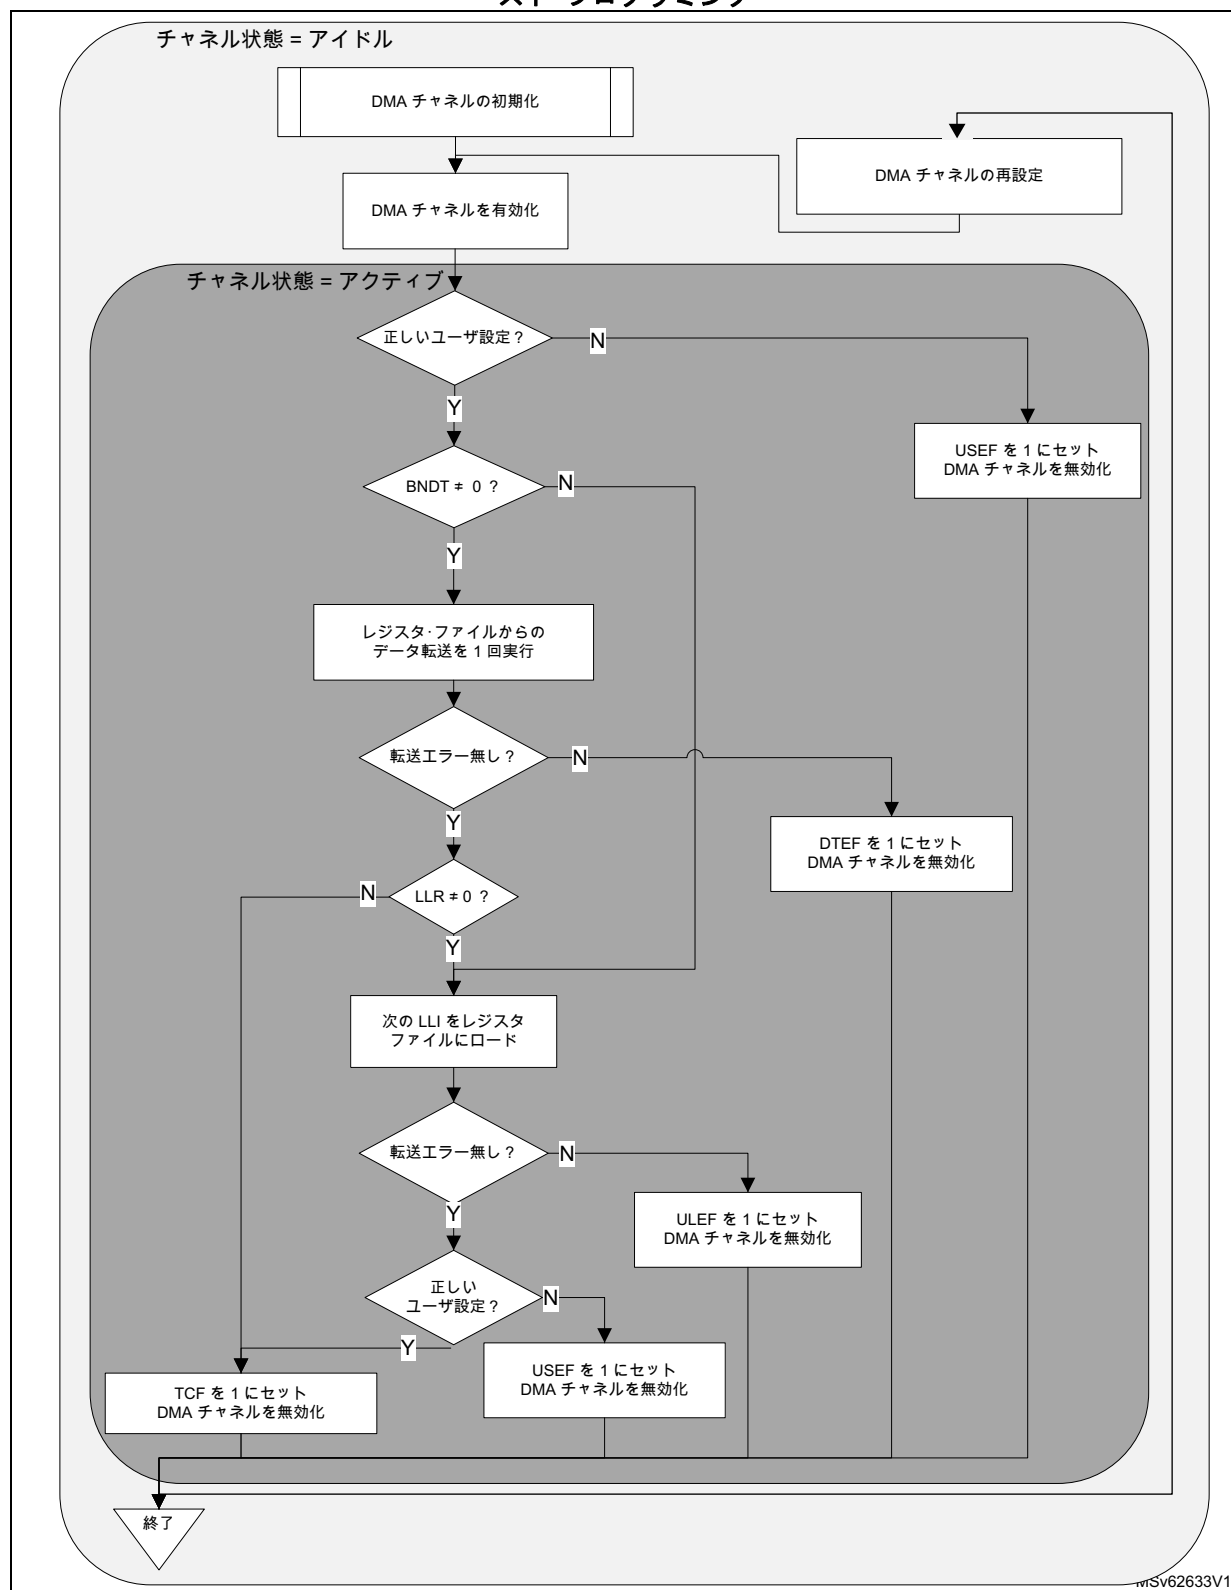 チャネル状態 = アイドル
DMA チャネルの初期化
DMA チャネルの再設定
DMA チャネルを有効化
チャネル状態 = アクティブ
正しいユーザ設定 ?
N
Y
USEF を 1 にセット
DMA チャネルを無効化
BNDT ≠ 0 ?
N
Y
レジスタ·ファイルからの
データ転送を 1 回実行
転送エラー無し ?
N
Y
DTEF を 1 にセット
DMA チャネルを無効化
LLR ≠ 0 ?
N
Y
次の LLI をレジスタ
ファイルにロード
転送エラー無し ?
N
Y
ULEF を 1 にセット
DMA チャネルを無効化
正しい
ユーザ設定 ?
N
Y
USEF を 1 にセット
DMA チャネルを無効化
TCF を 1 にセット
DMA チャネルを無効化
終了
MSv62633V1